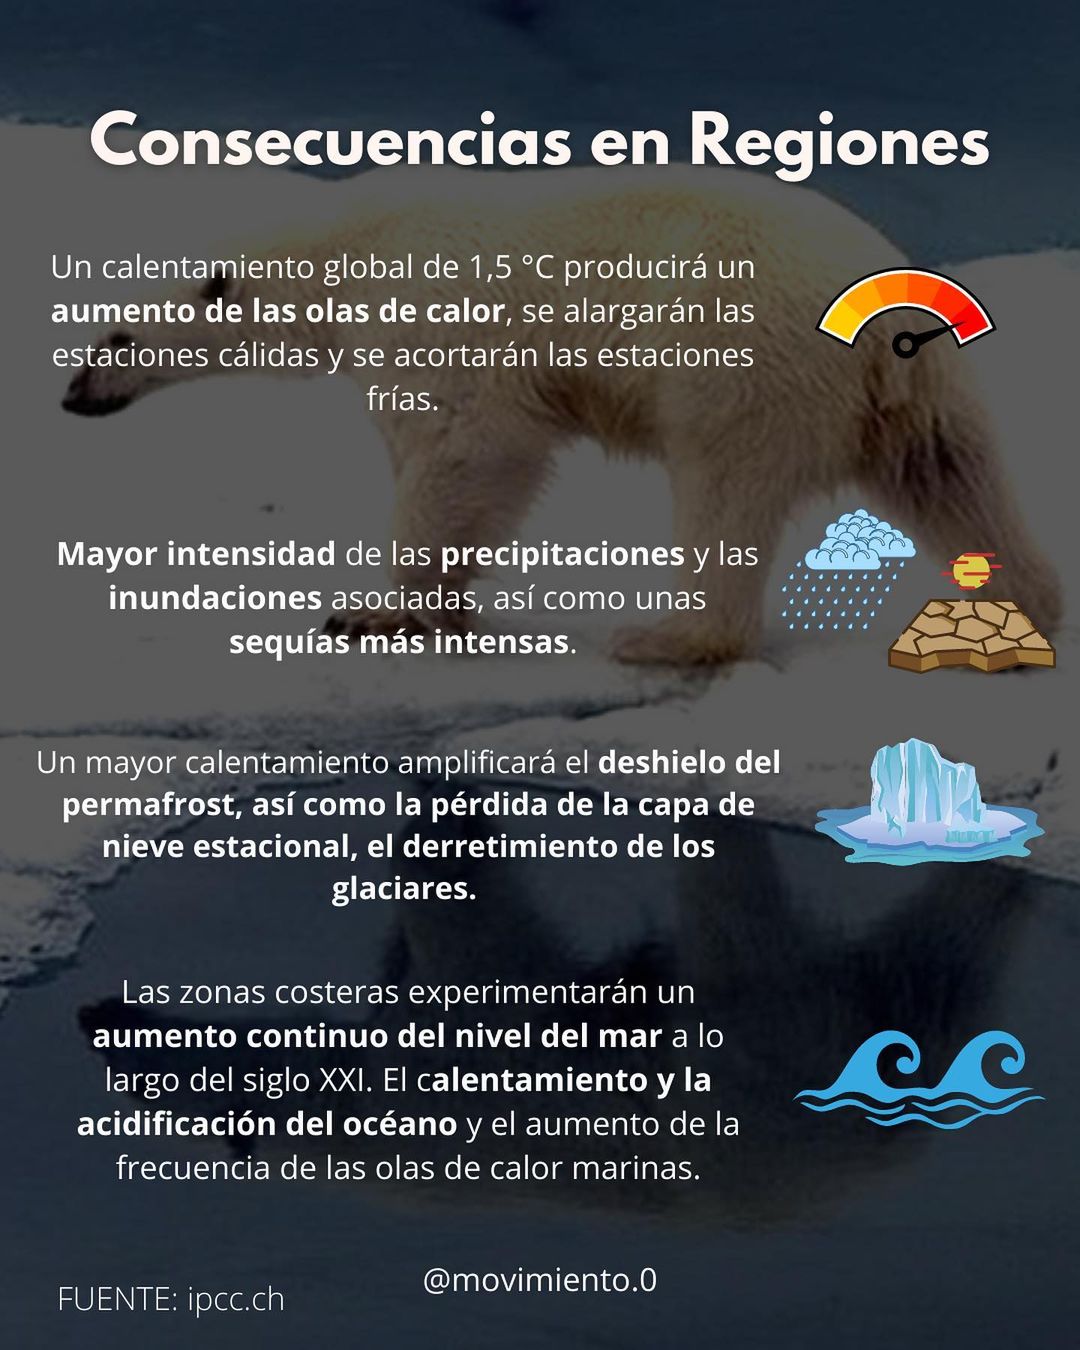 Consecuencias en Regiones
Un calentamiento global de 1,5 °C producirá un
aumento de las olas de calor, se alargarán las
estaciones cálidas y se acortarán las estaciones
frías.
Mayor intensidad de las precipitaciones y las
inundaciones asociadas, así como unas
sequías más intensas.
Un mayor calentamiento amplificará el deshielo del
permafrost, así como la pérdida de la capa de
nieve estacional, el derretimiento de los
glaciares.
Las zonas costeras experimentarán un
aumento continuo del nivel del mar a lo
largo del siglo XXI. El calentamiento y la
acidificación del océano y el aumento de la
frecuencia de las olas de calor marinas.
@movimiento.0
FUENTE: ipcc.ch